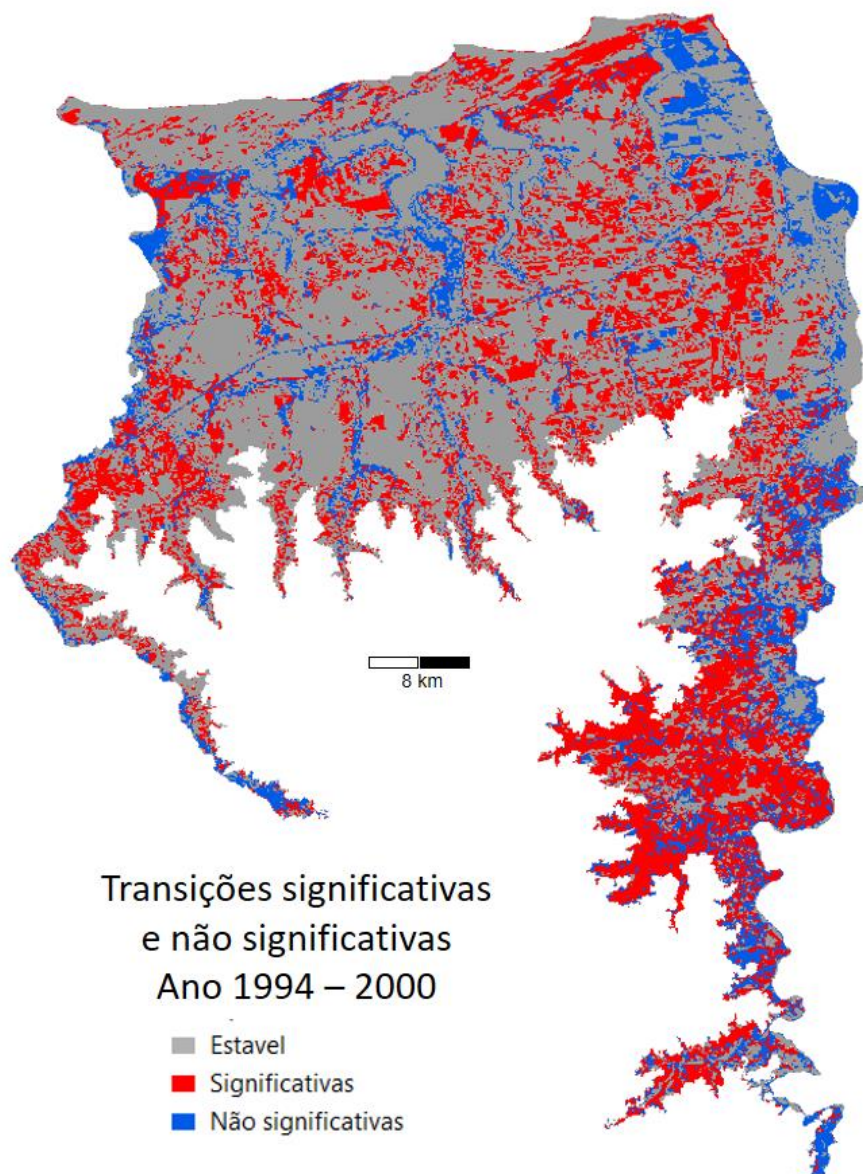 8 km
Transições significativas
e não significativas
Ano 1994 – 2000
Estavel
Significativas
Não significativas